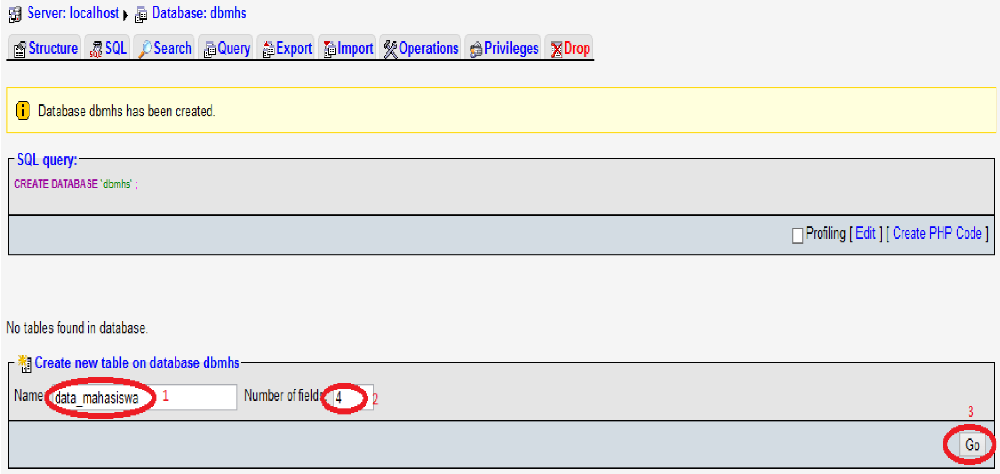 Server: localhost Database: dbmhs
Structure SQL Search Query Export Import Operations Privileges Drop
Database dbmhs has been created.
SQL query:
CREATE DATABASE `dbmhs` ;
Profiling [ Edit ] [ Create PHP Code ]
No tables found in database.
Create new table on database dbmhs
Name: data_mahasiswa 1 Number of fields 4 2
3
Go